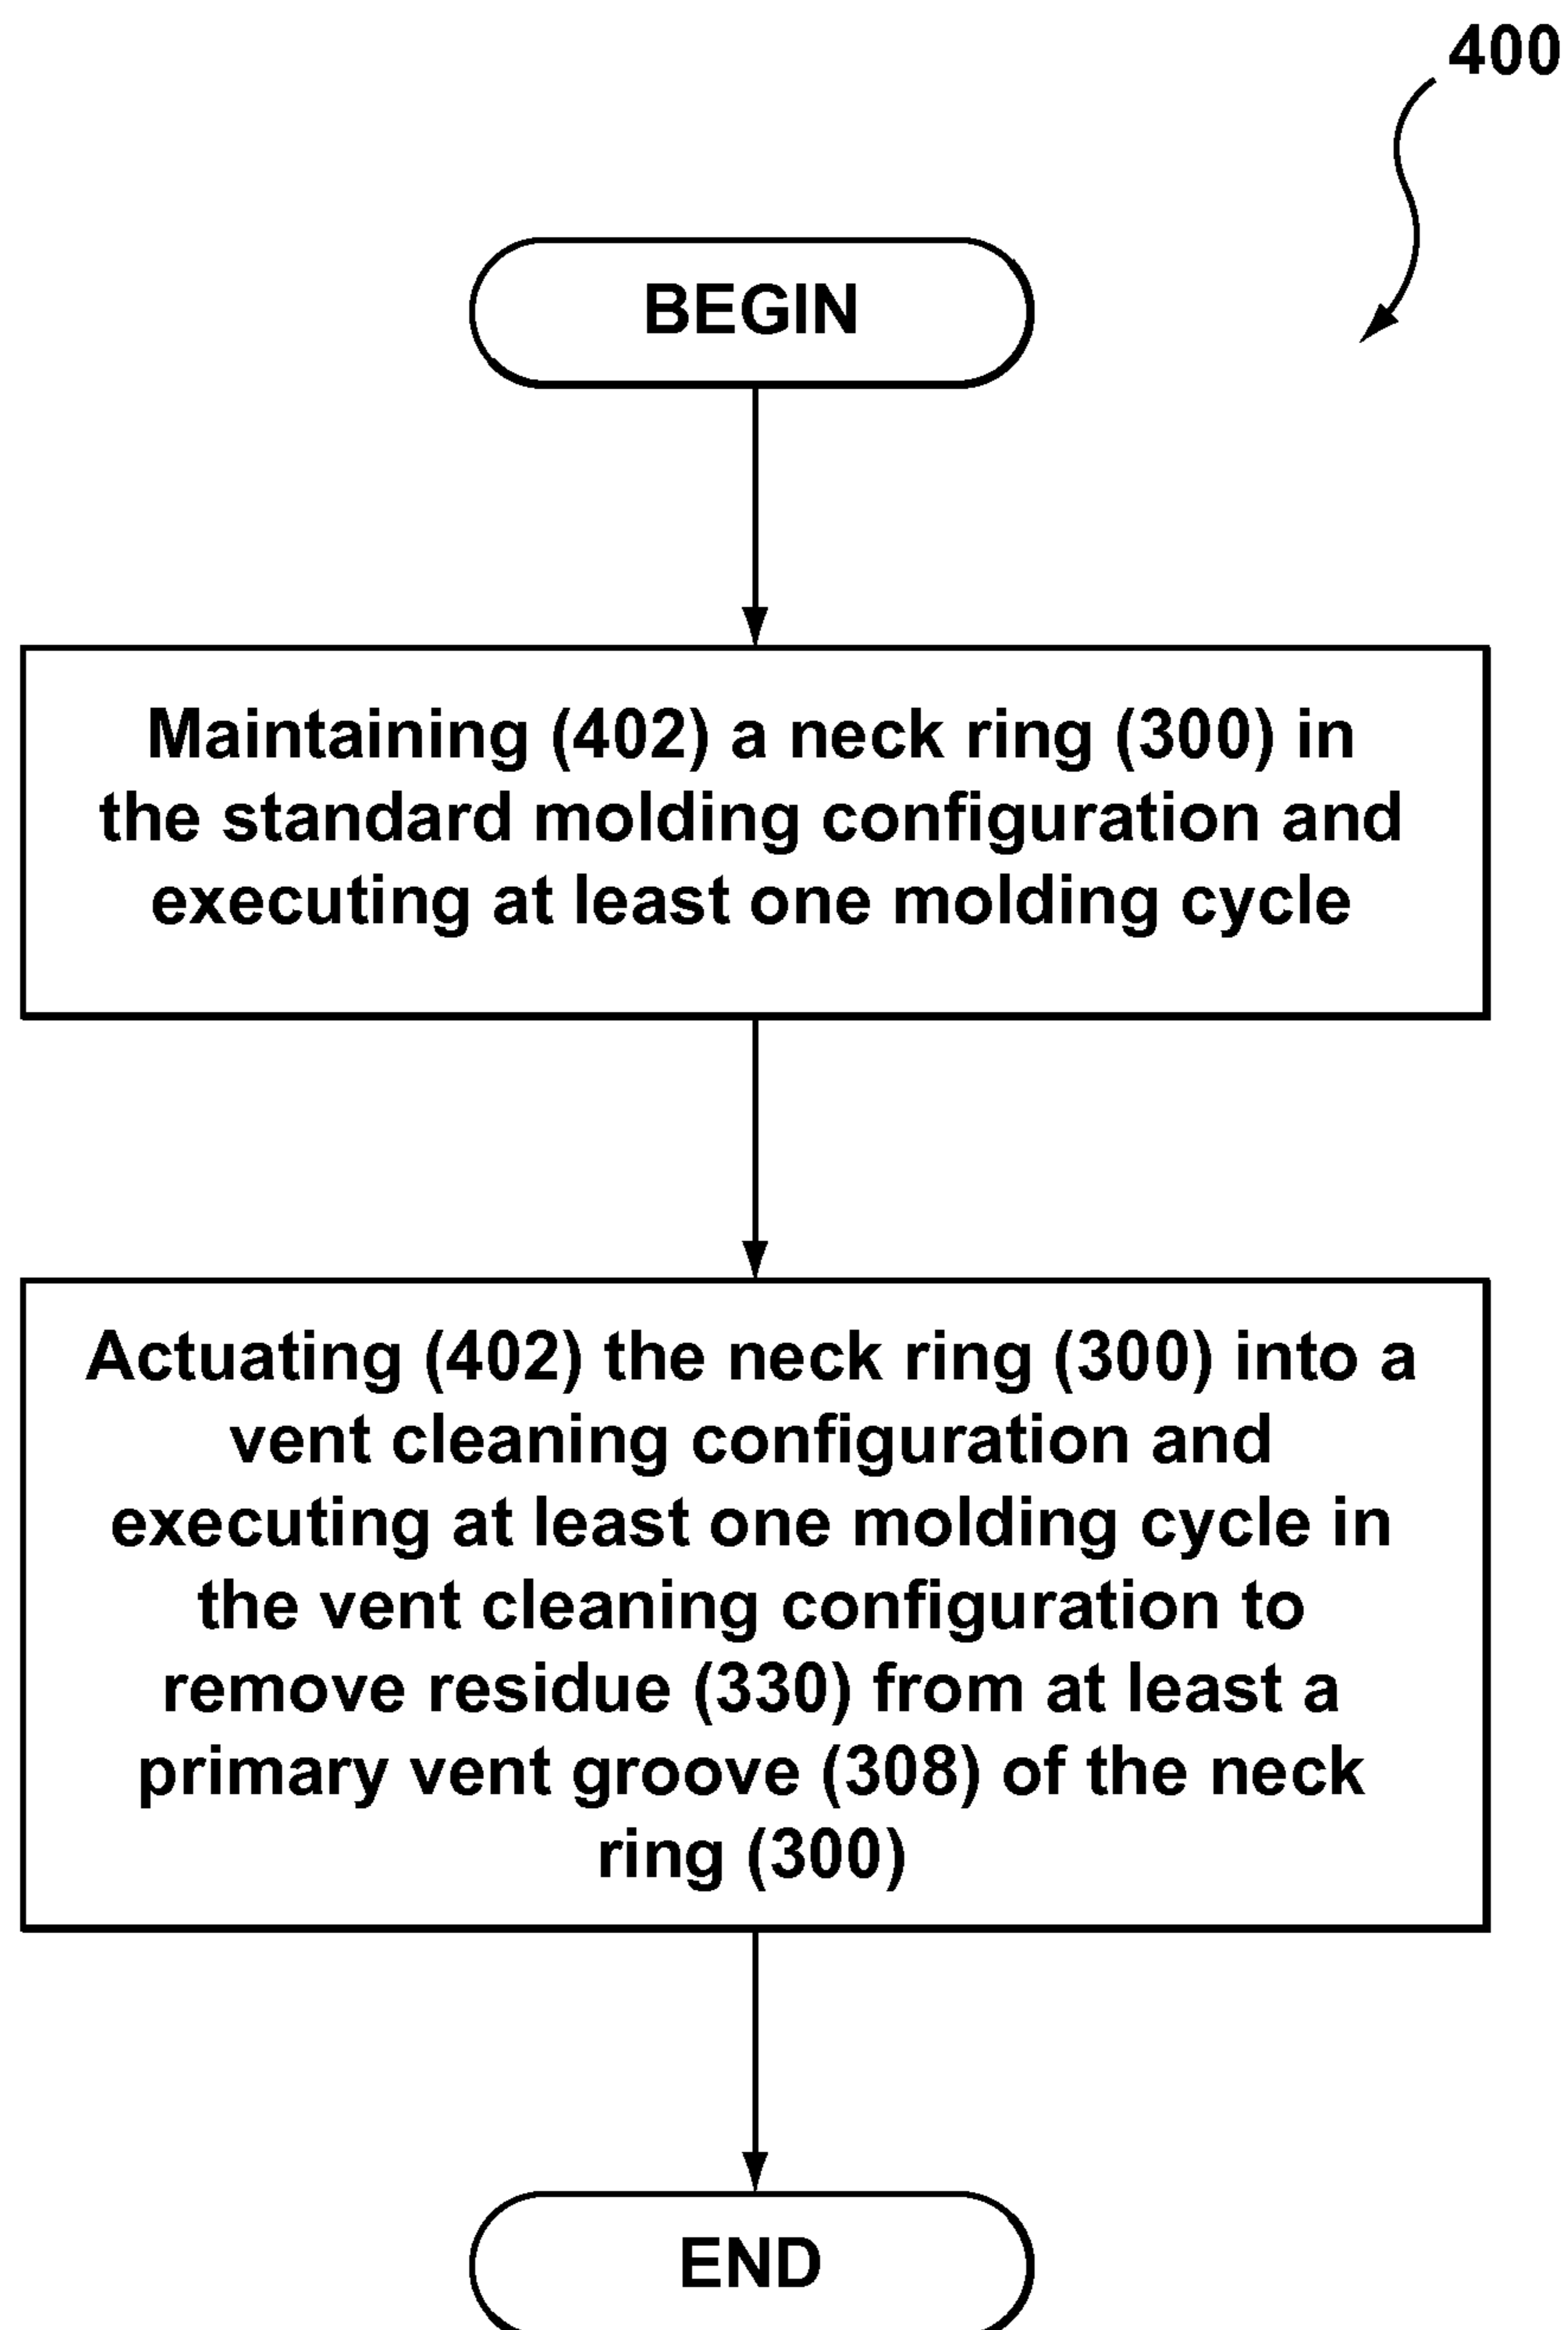 400
BEGIN
Maintaining (402) a neck ring (300) in
the standard molding configuration and
executing at least one molding cycle
Actuating (402) the neck ring (300) into a
vent cleaning configuration and
executing at least one molding cycle in
the vent cleaning configuration to
remove residue (330) from at least a
primary vent groove (308) of the neck
ring (300)
END